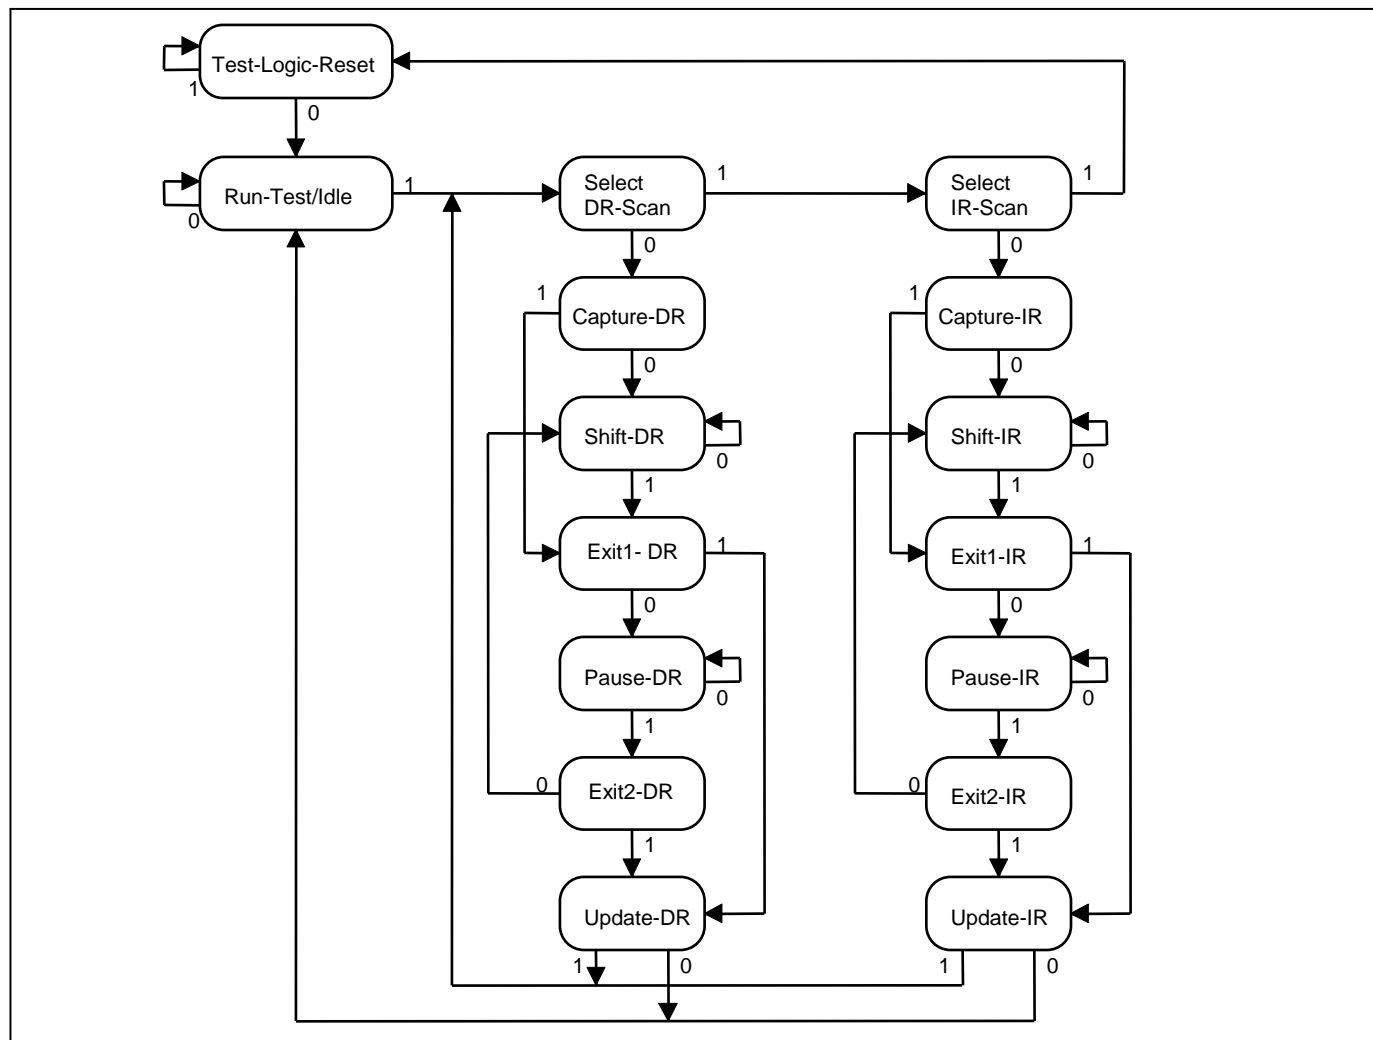 Test-Logic-Reset
1
0
Run-Test/Idle
0
1
Select
DR-Scan
1
0
Select
IR-Scan
1
0
1
Capture-DR
0
1
Capture-IR
0
Shift-DR
0
1
Shift-IR
0
1
Exit1- DR
1
0
Exit1-IR
1
0
Pause-DR
0
1
Pause-IR
0
1
0
Exit2-DR
1
0
Exit2-IR
1
Update-DR
1
0
Update-IR
1
0